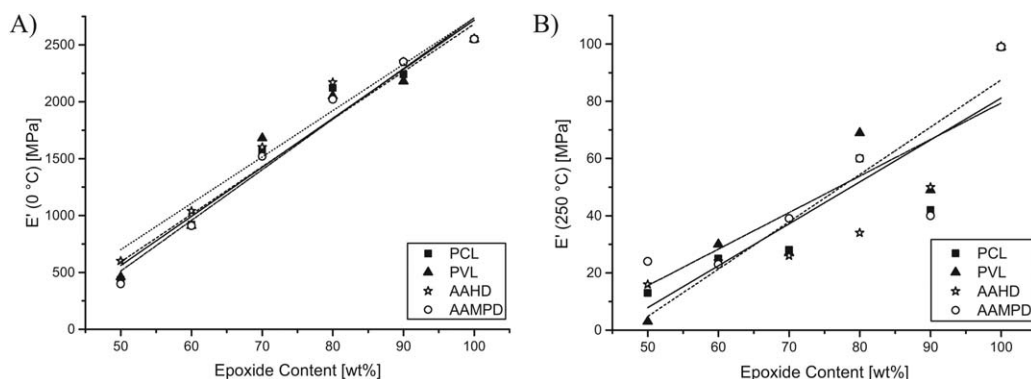 A)
E' (0 °C) [MPa]
2500
2000
1500
1000
500
0
50 60 70 80 90 100
Epoxide Content [wt%]
PCL
PVL
AAHD
AAMPD
B)
E' (250 °C) [MPa]
100
80
60
40
20
0
50 60 70 80 90 100
Epoxide Content [wt%]
PCL
PVL
AAHD
AAMPD